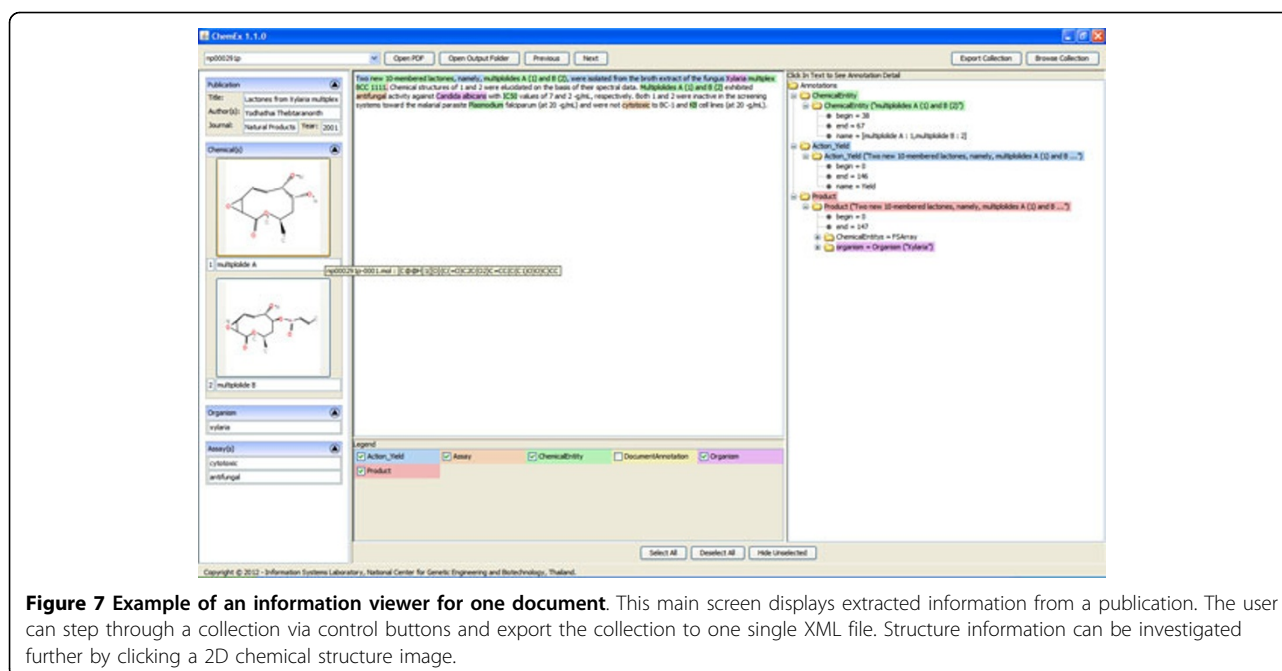 ChemEx 1.1.0
np000291p
Open PDF
Open Output Folder
Previous
Next
Export Collection
Browse Collection
Publication
Title: Lactones from Xylaria multiplex
Author(s): Yodhathai Thebtaranonth
Journal: Natural Products Year: 2001
Chemical(s)
1 multiplolide A
2 multiplolide B
Organism
xylaria
Assay(s)
cytotoxic
antifungal
Two new 10-membered lactones, namely, multiplolides A (1) and B (2), were isolated from the broth extract of the fungus Xylaria multiplex
BCC 1111. Chemical structures of 1 and 2 were elucidated on the basis of their spectral data. Multiplolides A (1) and B (2) exhibited
antifungal activity against Candida albicans with IC50 values of 7 and 2 -g/mL, respectively. Both 1 and 2 were inactive in the screening
systems toward the malarial parasite Plasmodium falciparum (at 20 -g/mL) and were not cytotoxic to BC-1 and KB cell lines (at 20 -g/mL).
Legend
Action_Yield
Assay
ChemicalEntity
DocumentAnnotation
Organism
Product
Click In Text to See Annotation Detail
Annotations
ChemicalEntity
ChemicalEntity ("multiplolides A (1) and B (2)")
begin = 38
end = 67
name = [multiplolide A : 1,multiplolide B : 2]
Action_Yield
Action_Yield ("Two new 10-membered lactones, namely, multiplolides A (1) and B ...")
begin = 0
end = 146
name = Yield
Product
Product ("Two new 10-membered lactones, namely, multiplolides A (1) and B ...")
begin = 0
end = 147
ChemicalEntitys = FSArray
organism = Organism ("Xylaria")
Select All
Deselect All
Hide Unselected
Copyright © 2012 - Information Systems Laboratory, National Center for Genetic Engineering and Biotechnology, Thailand.
Figure 7 Example of an information viewer for one document. This main screen displays extracted information from a publication. The user
can step through a collection via control buttons and export the collection to one single XML file. Structure information can be investigated
further by clicking a 2D chemical structure image.